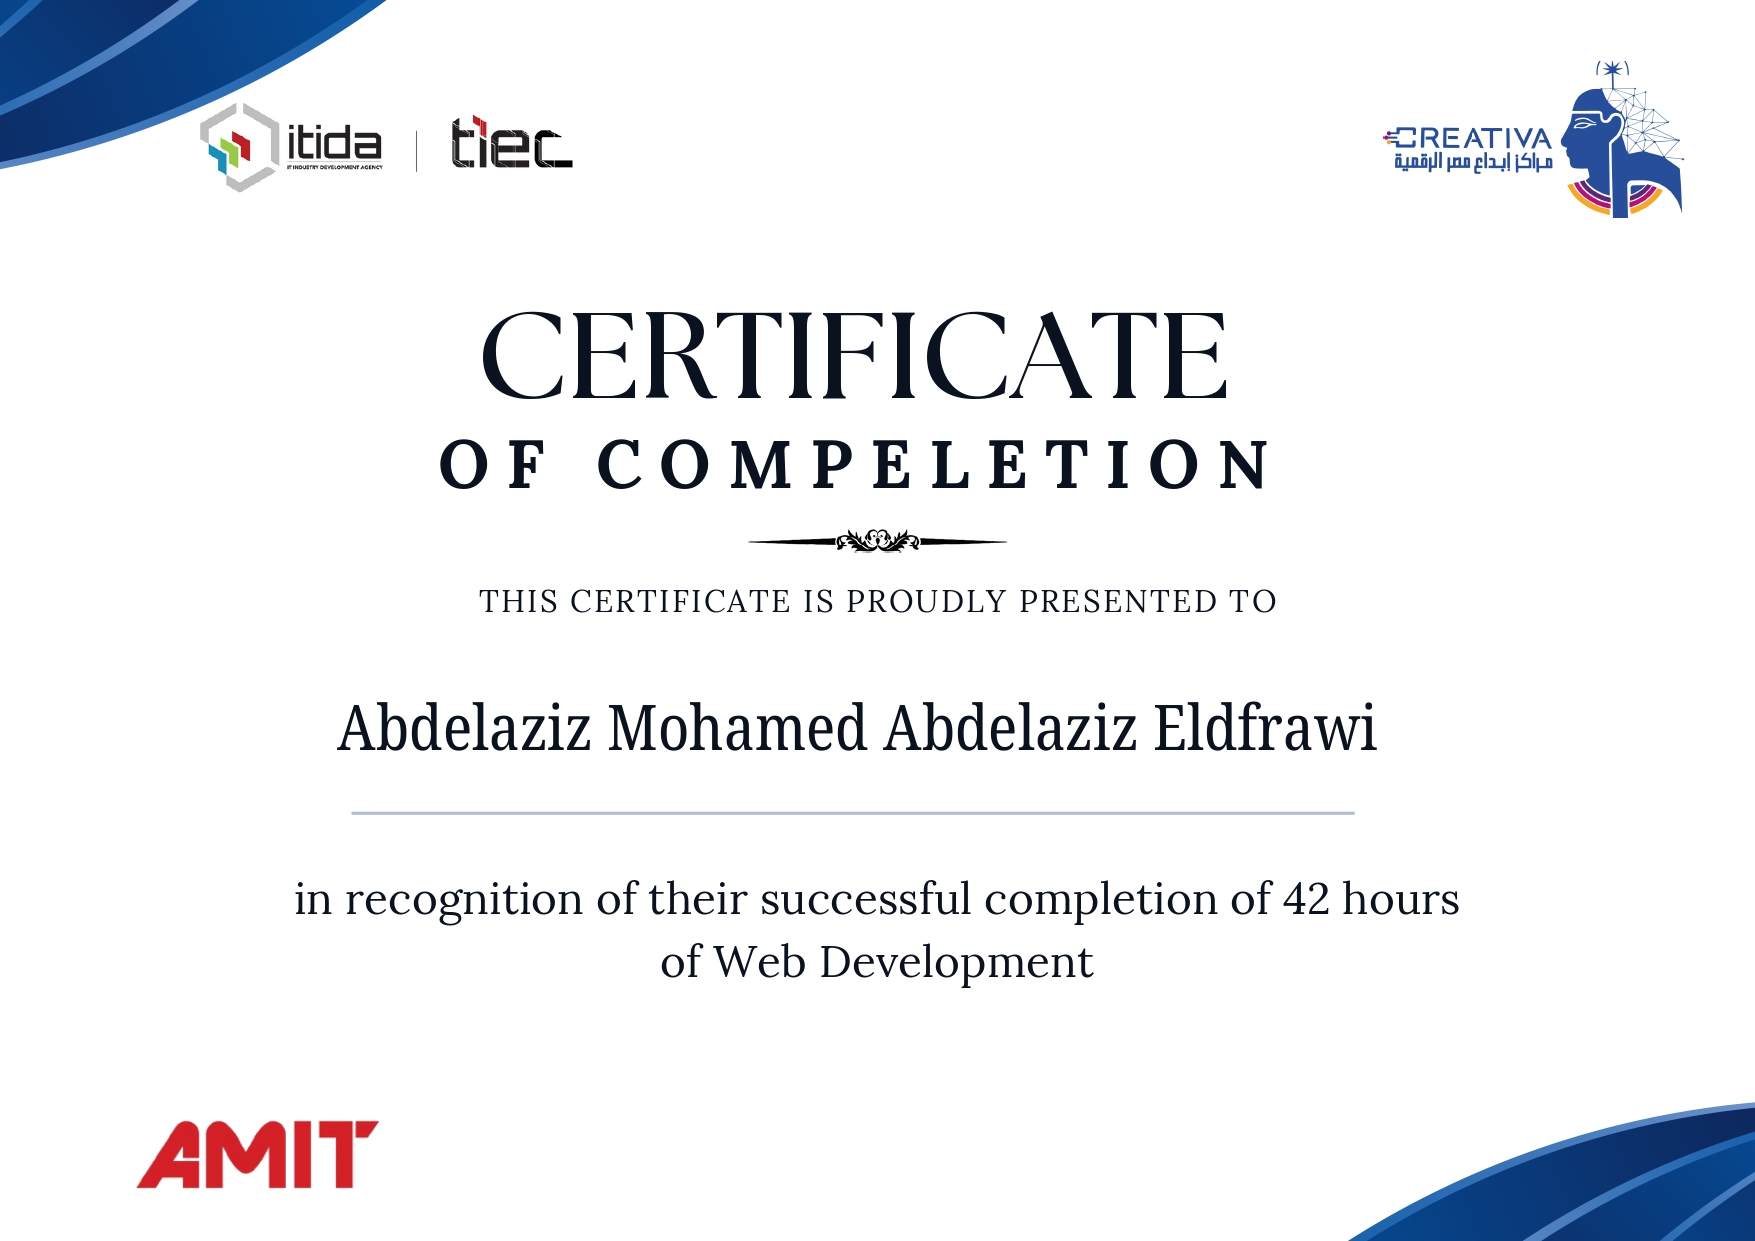 itida
IT INDUSTRY DEVELOPMENT AGENCY
tiec
CREATIVA
مراكز إبداع مصر الرقمية
CERTIFICATE
OF COMPELETION
THIS CERTIFICATE IS PROUDLY PRESENTED TO
Abdelaziz Mohamed Abdelaziz Eldfrawi
in recognition of their successful completion of 42 hours
of Web Development
AMIT